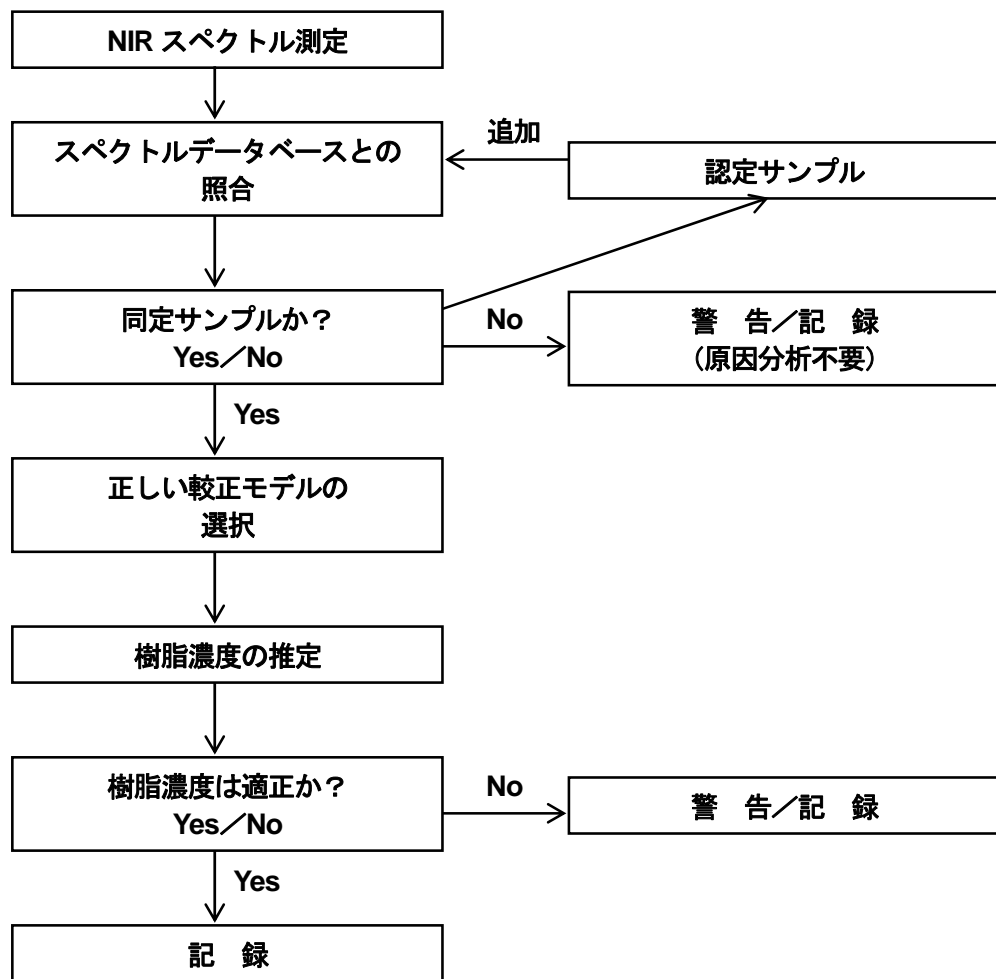 NIR スペクトル測定
スペクトルデータベースとの
照合
追加
認定サンプル
同定サンプルか？
Yes／No
No
警　告／記　録
（原因分析不要）
Yes
正しい較正モデルの
選択
樹脂濃度の推定
樹脂濃度は適正か？
Yes／No
No
警　告／記　録
Yes
記　録